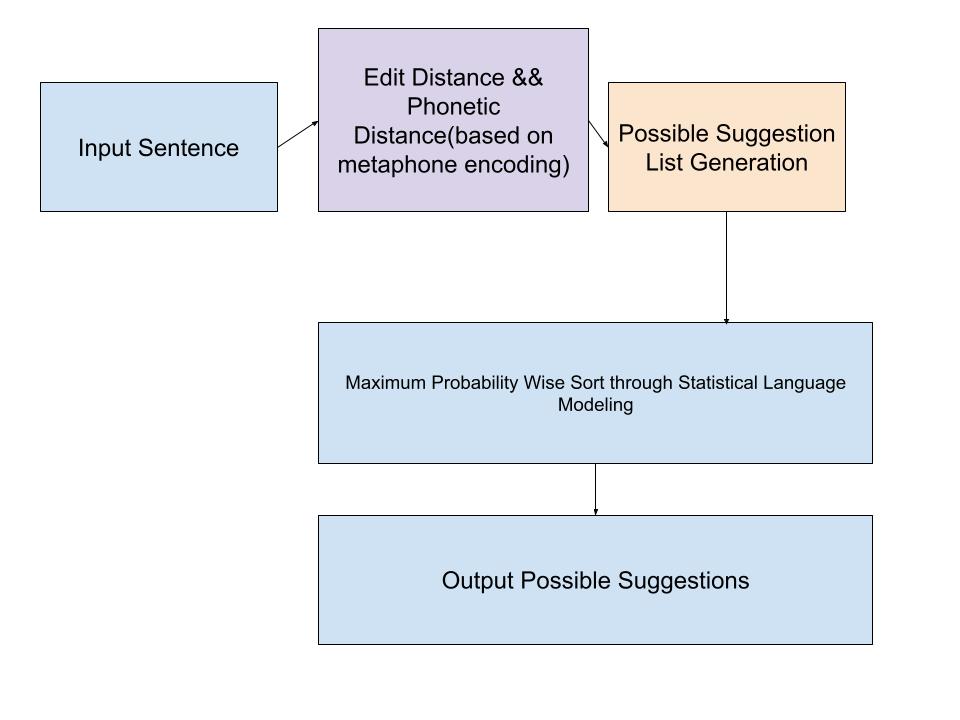 Input Sentence
Edit Distance &&
Phonetic
Distance(based on
metaphone encoding)
Possible Suggestion
List Generation
Maximum Probability Wise Sort through Statistical Language
Modeling
Output Possible Suggestions